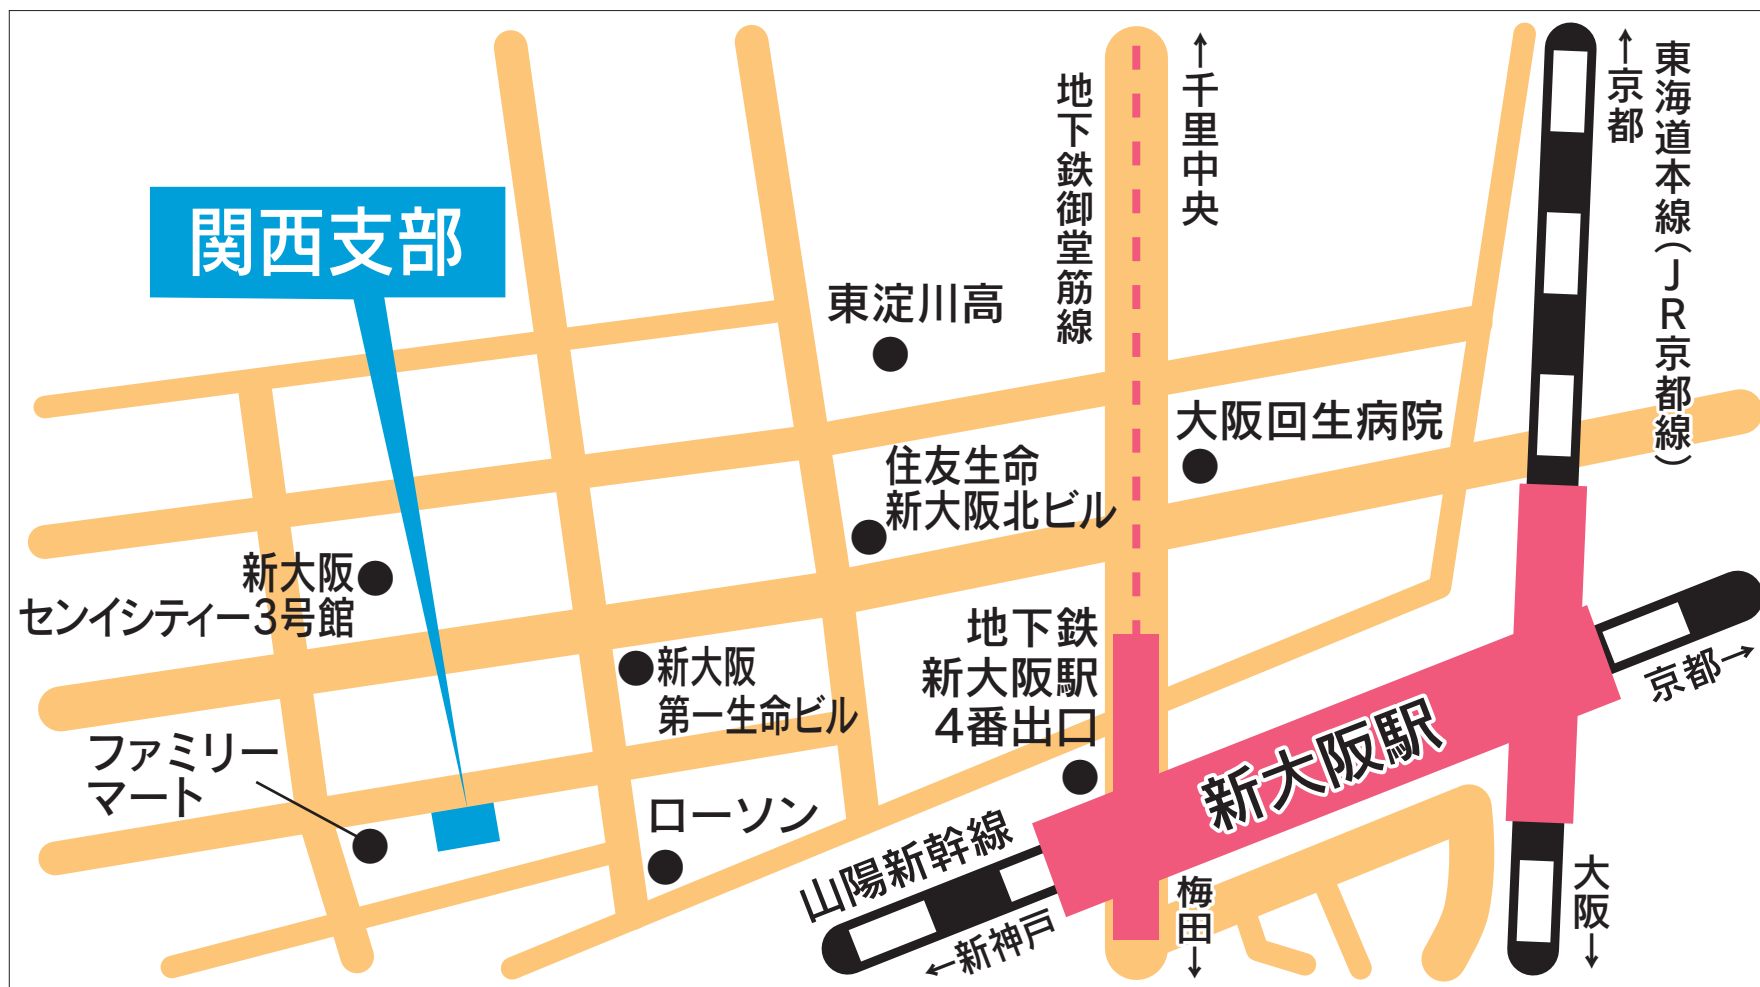 関西支部
東淀川高
地下鉄御堂筋線
↑千里中央
↑京都
東海道本線(JR京都線)
大阪回生病院
住友生命
新大阪北ビル
新大阪
センイシティー3号館
新大阪
第一生命ビル
地下鉄
新大阪駅
4番出口
ファミリー
マート
ローソン
新大阪駅
京都→
山陽新幹線
←新神戸
梅田↓
大阪↓